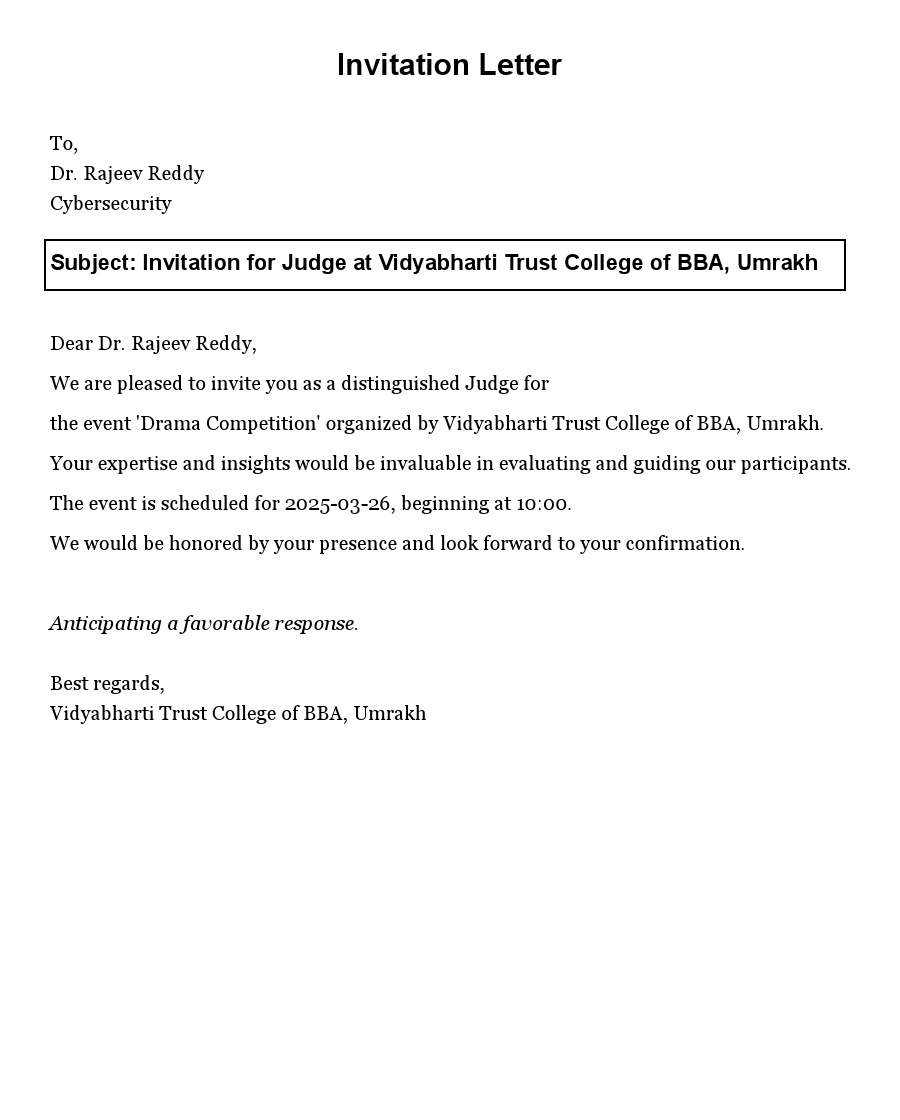 Invitation Letter
To,
Dr. Rajeev Reddy
Cybersecurity
Subject: Invitation for Judge at Vidyabharti Trust College of BBA, Umrakh
Dear Dr. Rajeev Reddy,
We are pleased to invite you as a distinguished Judge for
the event 'Drama Competition' organized by Vidyabharti Trust College of BBA, Umrakh.
Your expertise and insights would be invaluable in evaluating and guiding our participants.
The event is scheduled for 2025-03-26, beginning at 10:00.
We would be honored by your presence and look forward to your confirmation.
Anticipating a favorable response.
Best regards,
Vidyabharti Trust College of BBA, Umrakh